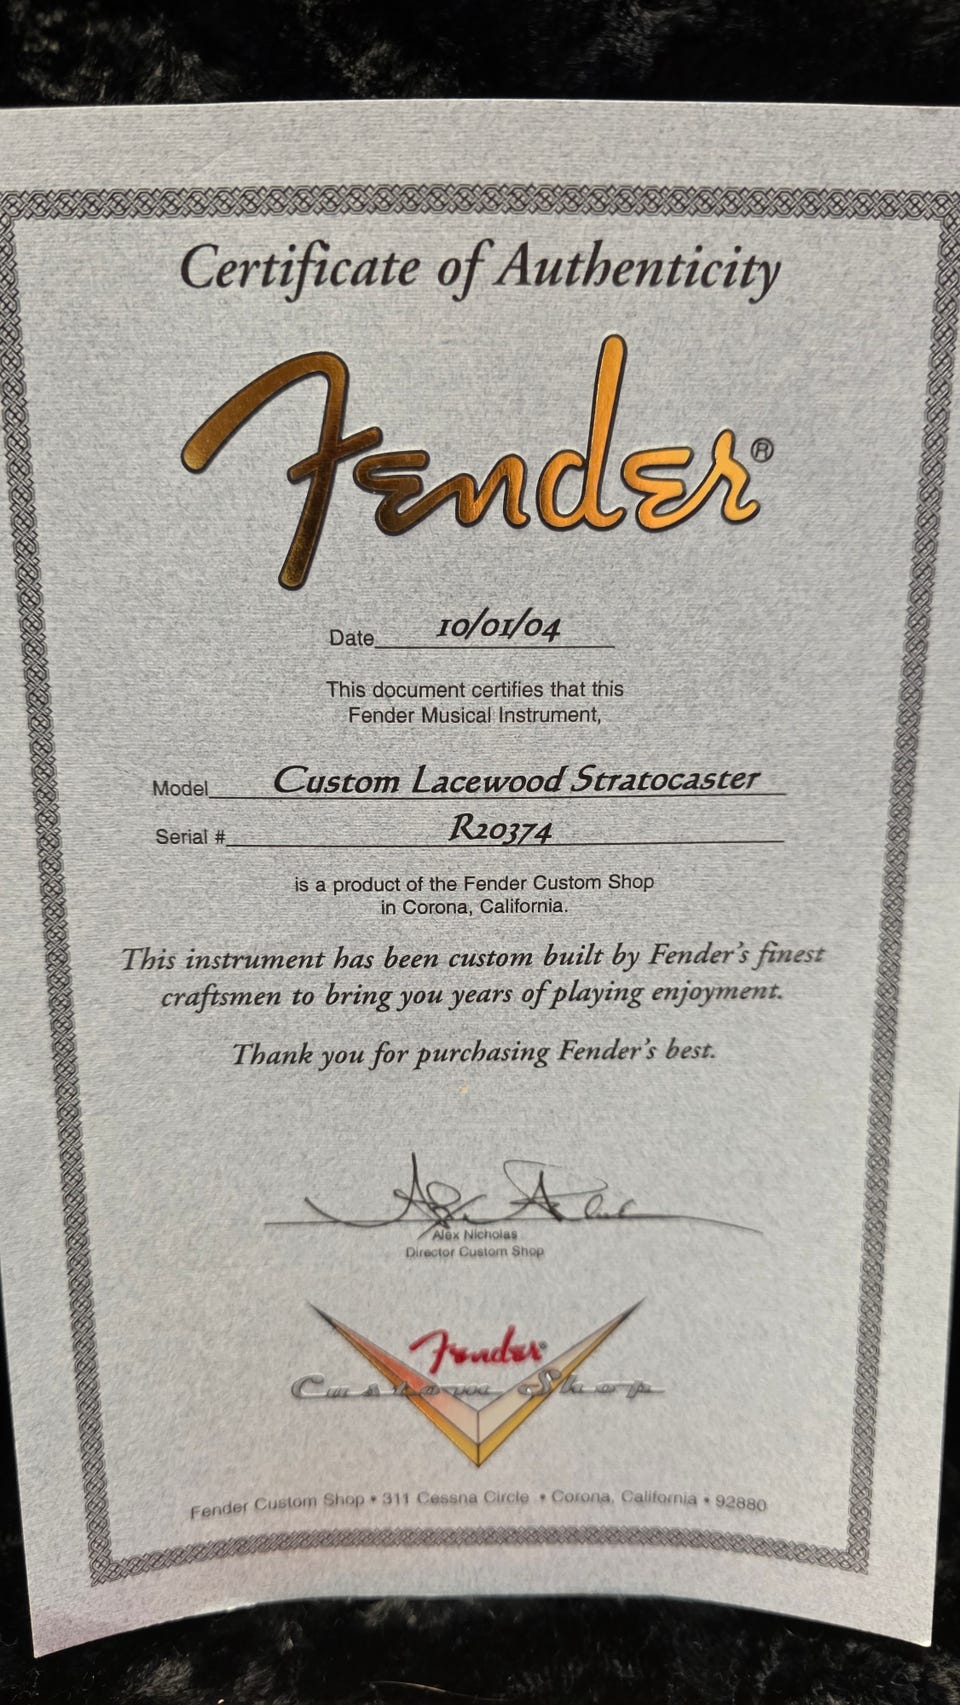 Certificate of Authenticity
Fender®
Date 10/01/04
This document certifies that this
Fender Musical Instrument,
Model Custom Lacewood Stratocaster
Serial # R20374
is a product of the Fender Custom Shop
in Corona, California.
This instrument has been custom built by Fender's finest
craftsmen to bring you years of playing enjoyment.
Thank you for purchasing Fender's best.
Alex Nicholas
Director Custom Shop
Fender®
Custom Shop
Fender Custom Shop • 311 Cessna Circle • Corona, California • 92880